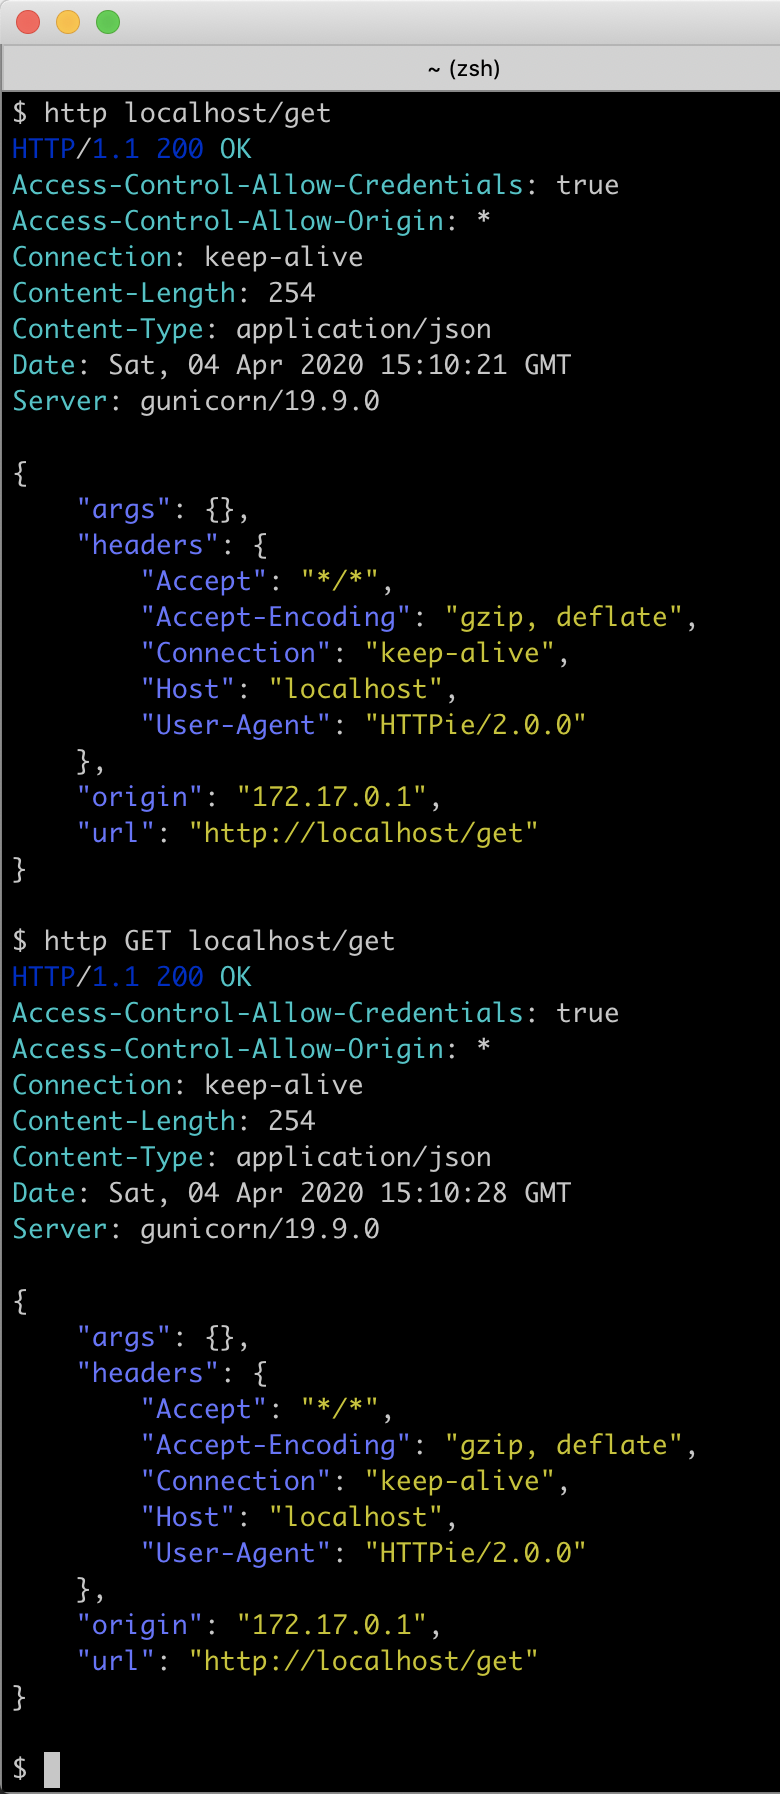 ~ (zsh)
$ http localhost/get
HTTP/1.1 200 OK
Access-Control-Allow-Credentials: true
Access-Control-Allow-Origin: *
Connection: keep-alive
Content-Length: 254
Content-Type: application/json
Date: Sat, 04 Apr 2020 15:10:21 GMT
Server: gunicorn/19.9.0

{
    "args": {},
    "headers": {
        "Accept": "*/*",
        "Accept-Encoding": "gzip, deflate",
        "Connection": "keep-alive",
        "Host": "localhost",
        "User-Agent": "HTTPie/2.0.0"
    },
    "origin": "172.17.0.1",
    "url": "http://localhost/get"
}

$ http GET localhost/get
HTTP/1.1 200 OK
Access-Control-Allow-Credentials: true
Access-Control-Allow-Origin: *
Connection: keep-alive
Content-Length: 254
Content-Type: application/json
Date: Sat, 04 Apr 2020 15:10:28 GMT
Server: gunicorn/19.9.0

{
    "args": {},
    "headers": {
        "Accept": "*/*",
        "Accept-Encoding": "gzip, deflate",
        "Connection": "keep-alive",
        "Host": "localhost",
        "User-Agent": "HTTPie/2.0.0"
    },
    "origin": "172.17.0.1",
    "url": "http://localhost/get"
}

$